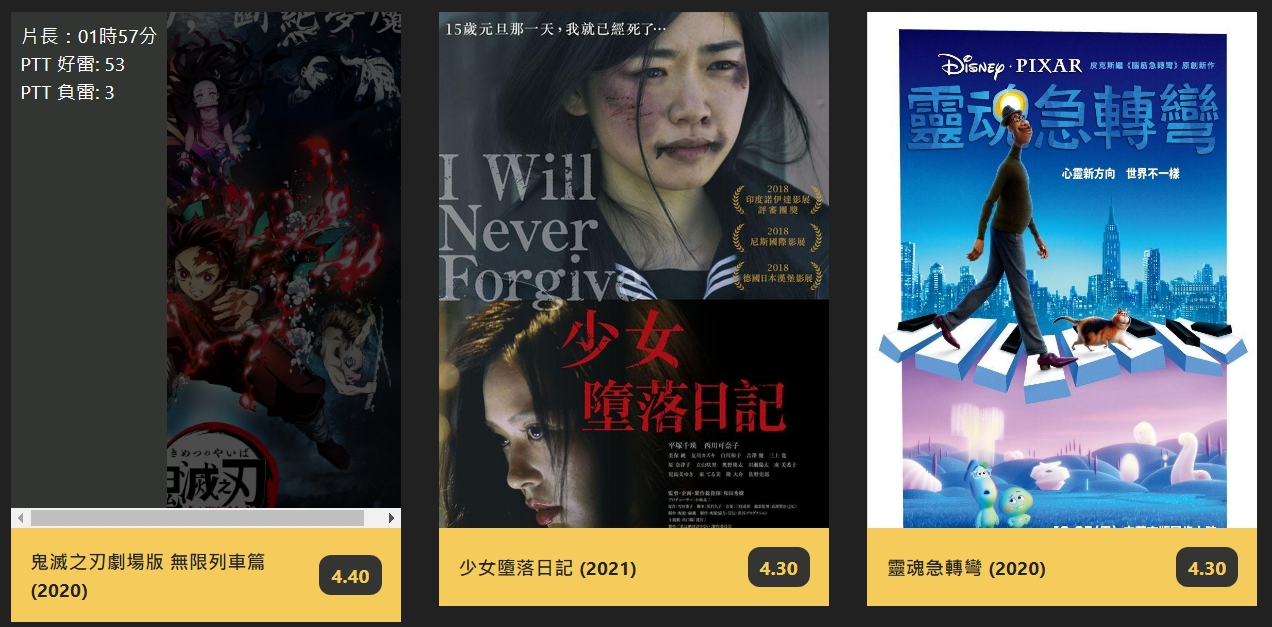 片長：01時57分
PTT 好雷: 53
PTT 負雷: 3
きめつのやいば
鬼滅之刃
鬼滅之刃劇場版 無限列車篇
(2020)
4.40
15歲元旦那一天，我就已經死了…
I Will
Never
Forgive
2018
印度諾伊達影展
評審團獎
2018
尼斯國際影展
2018
德國日本漢堡影展
少女
墮落日記
平塚千瑛 西川可奈子
少女墮落日記 (2021)
4.30
Disney · PIXAR 皮克斯繼《腦筋急轉彎》原創新作
靈魂急轉彎
心靈新方向 世界不一樣
靈魂急轉彎 (2020)
4.30